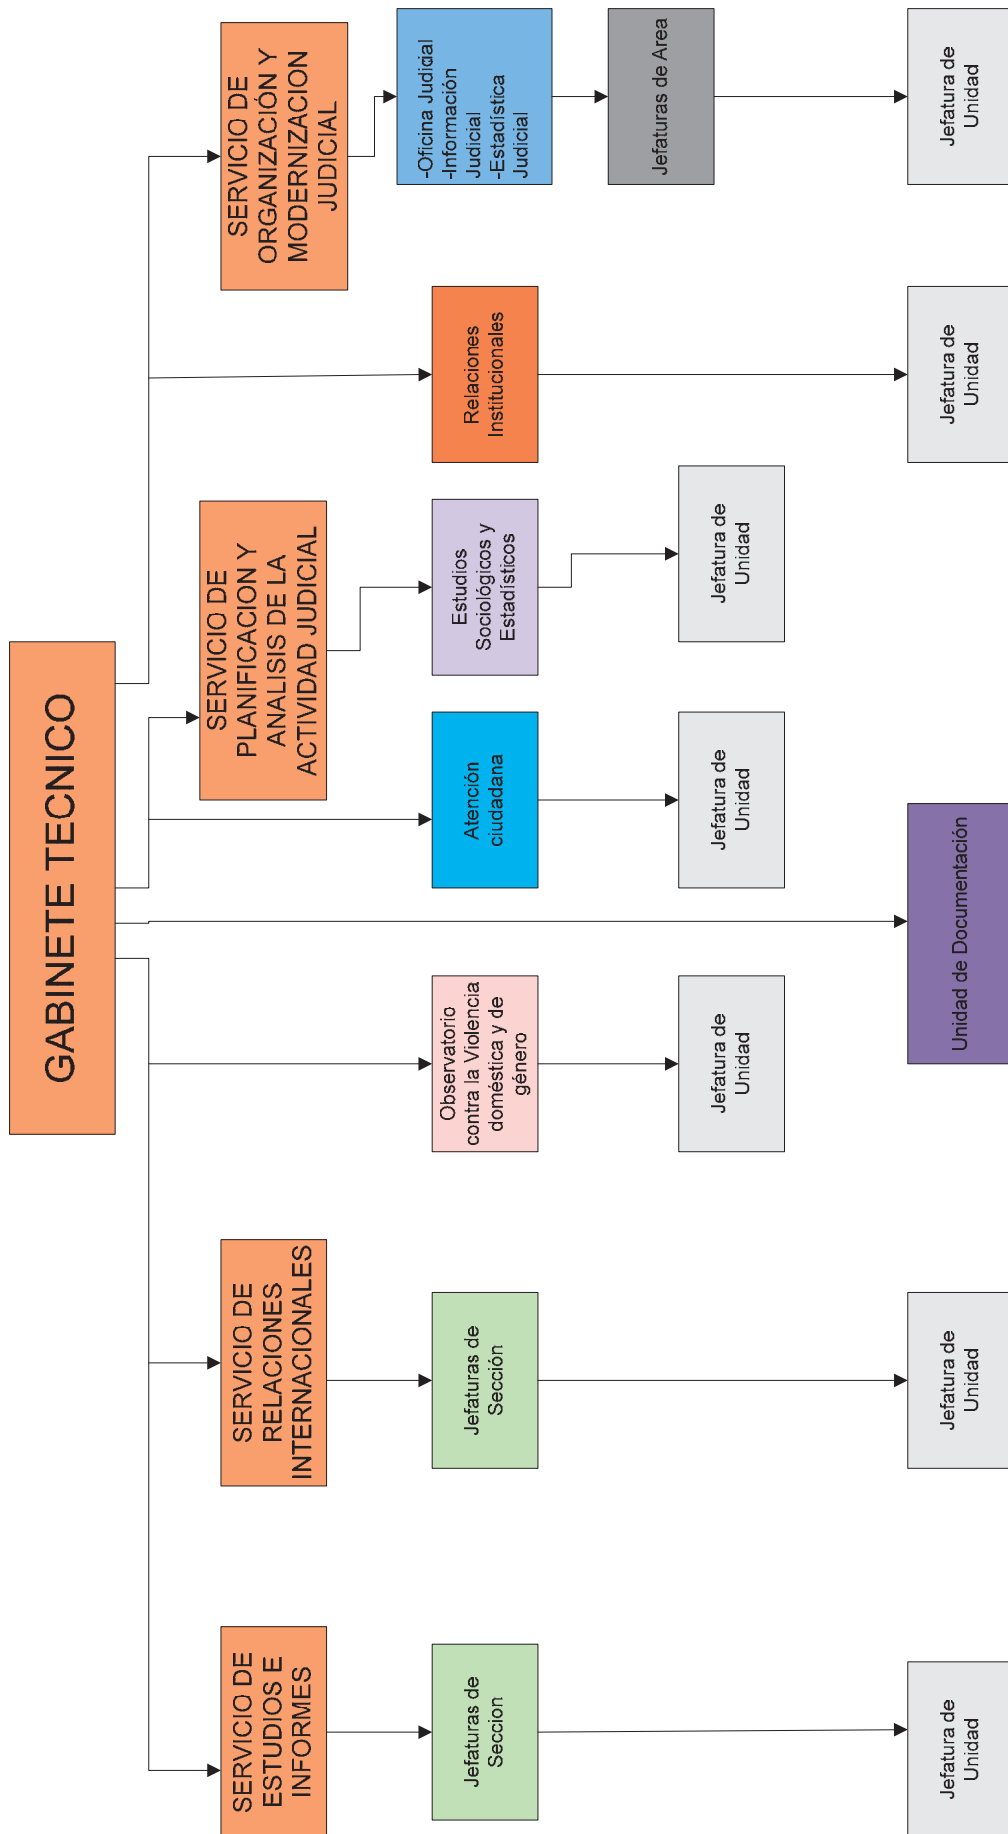 GABINETE TECNICO
SERVICIO DE
ESTUDIOS E
INFORMES
SERVICIO DE
RELACIONES
INTERNACIONALES
SERVICIO DE
PLANIFICACION Y
ANALISIS DE LA
ACTIVIDAD JUDICIAL
SERVICIO DE
ORGANIZACIÓN Y
MODERNIZACION
JUDICIAL
Jefaturas de
Seccion
Jefaturas de
Sección
Observatorio
contra la Violencia
doméstica y de
género
Atención
ciudadana
Estudios
Sociológicos y
Estadísticos
Relaciones
Institucionales
-Oficina Judicial
-Información
Judicial
-Estadística
Judicial
Jefatura de
Unidad
Jefatura de
Unidad
Jefatura de
Unidad
Jefaturas de Area
Jefatura de
Unidad
Jefatura de
Unidad
Unidad de Documentación
Jefatura de
Unidad
Jefatura de
Unidad